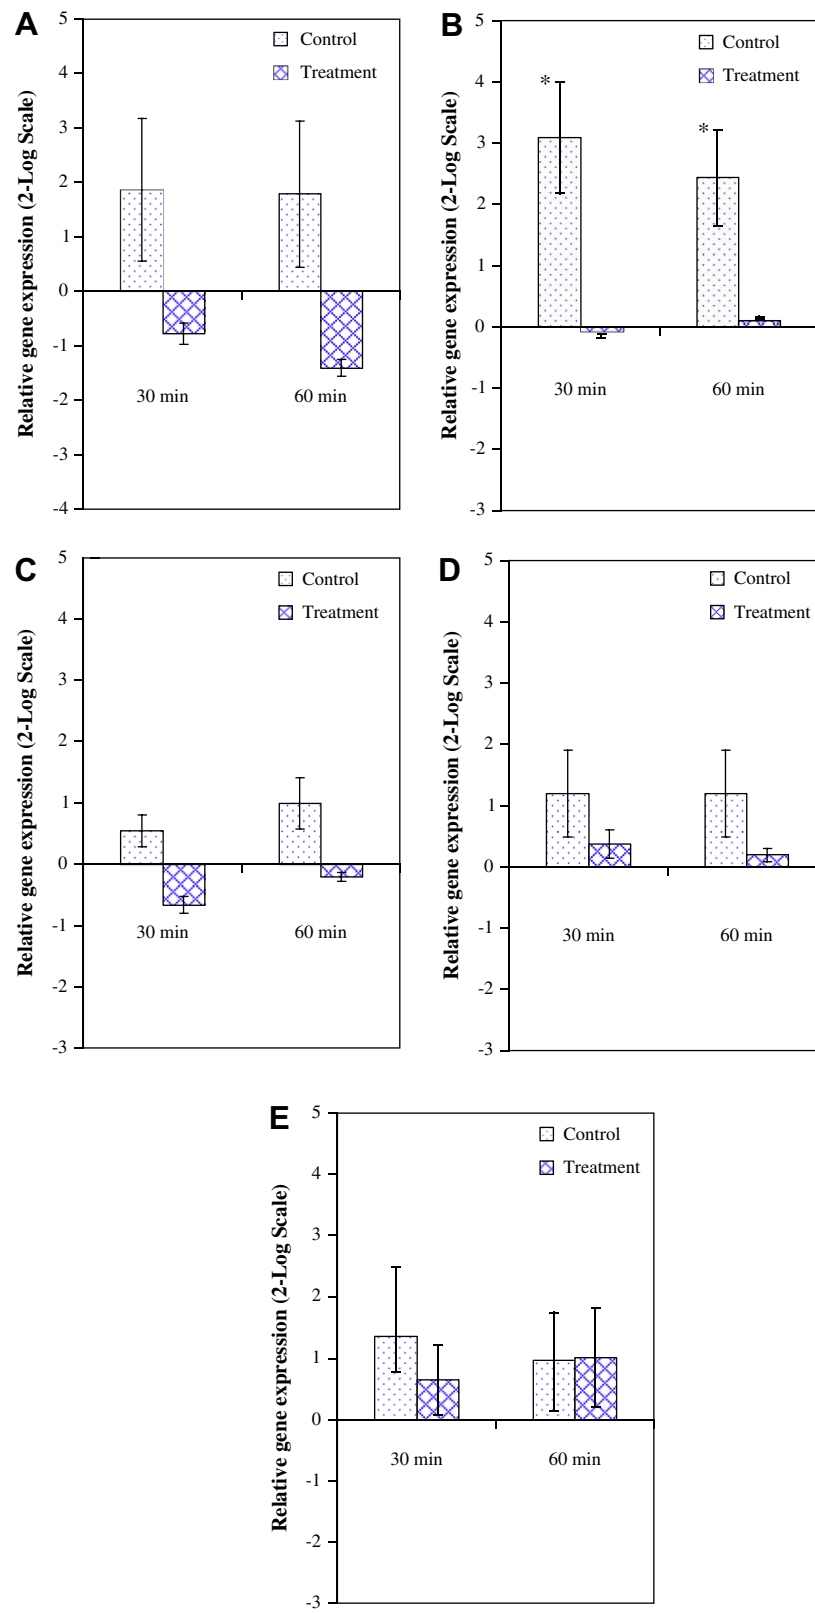 A
Relative gene expression (2-Log Scale)
5
4
3
2
1
0
-1
-2
-3
-4
Control
Treatment
30 min
60 min
B
Relative gene expression (2-Log Scale)
5
4
3
2
1
0
-1
-2
-3
Control
Treatment
*
*
30 min
60 min
C
Relative gene expression (2-Log Scale)
5
4
3
2
1
0
-1
-2
-3
Control
Treatment
30 min
60 min
D
Relative gene expression (2-Log Scale)
5
4
3
2
1
0
-1
-2
-3
Control
Treatment
30 min
60 min
E
Relative gene expression (2-Log Scale)
5
4
3
2
1
0
-1
-2
-3
Control
Treatment
30 min
60 min